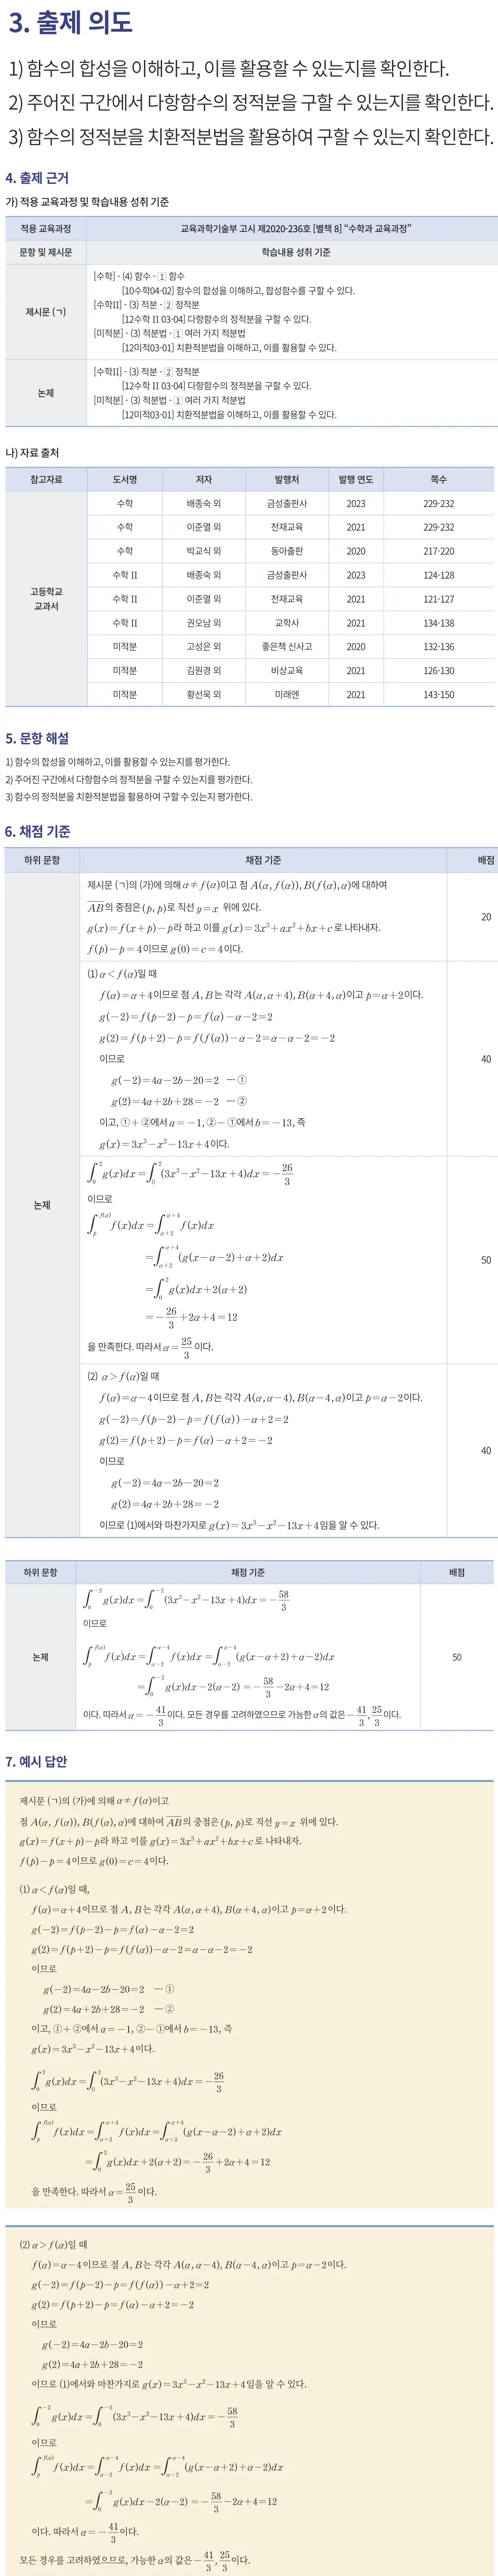 3. 출제 의도
1) 함수의 합성을 이해하고, 이를 활용할 수 있는지를 확인한다.
2) 주어진 구간에서 다항함수의 정적분을 구할 수 있는지를 확인한다.
3) 함수의 정적분을 치환적분법을 활용하여 구할 수 있는지 확인한다.
4. 출제 근거
가) 적용 교육과정 및 학습내용 성취 기준
적용 교육과정 교육과학기술부 고시 제2020-236호 [별책 8] “수학과 교육과정”
문항 및 제시문 학습내용 성취 기준
제시문 (ㄱ)
[수학] - (4) 함수 - 1 함수
[10수학04-02] 함수의 합성을 이해하고, 합성함수를 구할 수 있다.
[수학II] - (3) 적분 - 2 정적분
[12수학 II 03-04] 다항함수의 정적분을 구할 수 있다.
[미적분] - (3) 적분법 - 1 여러 가지 적분법
[12미적03-01] 치환적분법을 이해하고, 이를 활용할 수 있다.
논제
[수학II] - (3) 적분 - 2 정적분
[12수학 II 03-04] 다항함수의 정적분을 구할 수 있다.
[미적분] - (3) 적분법 - 1 여러 가지 적분법
[12미적03-01] 치환적분법을 이해하고, 이를 활용할 수 있다.
나) 자료 출처
참고자료 도서명 저자 발행처 발행 연도 쪽수
고등학교 교과서
수학 배종숙 외 금성출판사 2023 229-232
수학 이준열 외 천재교육 2021 229-232
수학 박교식 외 동아출판 2020 217-220
수학 II 배종숙 외 금성출판사 2023 124-128
수학 II 이준열 외 천재교육 2021 121-127
수학 II 권오남 외 교학사 2021 134-138
미적분 고성은 외 좋은책 신사고 2020 132-136
미적분 김원경 외 비상교육 2021 126-130
미적분 황선욱 외 미래엔 2021 143-150
5. 문항 해설
1) 함수의 합성을 이해하고, 이를 활용할 수 있는지를 평가한다.
2) 주어진 구간에서 다항함수의 정적분을 구할 수 있는지를 평가한다.
3) 함수의 정적분을 치환적분법을 활용하여 구할 수 있는지 평가한다.
6. 채점 기준
하위 문항 채점 기준 배점
논제
제시문 (ㄱ)의 (가)에 의해 α≠f(α)이고 점 A(α, f(α)), B(f(α), α)에 대하여
AB의 중점은 (p, p)로 직선 y=x 위에 있다.
g(x)=f(x+p)−p라 하고 이를 g(x)=3x³+ax²+bx+c로 나타내자.
f(p)−p=4이므로 g(0)=c=4이다.
20
(1) α<f(α)일 때
f(α)=α+4이므로 점 A, B는 각각 A(α, α+4), B(α+4, α)이고 p=α+2이다.
g(−2)=f(p−2)−p=f(α)−α−2=2
g(2)=f(p+2)−p=f(f(α))−α−2=α−α−2=−2
이므로
g(−2)=4a−2b−20=2 ··· ①
g(2)=4a+2b+28=−2 ··· ②
이고, ①+②에서 a=−1, ②−①에서 b=−13, 즉
g(x)=3x³−x²−13x+4이다.
40
∫₀² g(x)dx=∫₀² (3x³−x²−13x+4)dx=−26/3
이므로
∫_p^{f(α)} f(x)dx=∫_{α+2}^{α+4} f(x)dx
=∫_{α+2}^{α+4} (g(x−α−2)+α+2)dx
=∫₀² g(x)dx+2(α+2)
=−26/3+2α+4=12
을 만족한다. 따라서 α=25/3이다.
50
(2) α>f(α)일 때
f(α)=α−4이므로 점 A, B는 각각 A(α, α−4), B(α−4, α)이고 p=α−2이다.
g(−2)=f(p−2)−p=f(f(α))−α+2=2
g(2)=f(p+2)−p=f(α)−α+2=−2
이므로
g(−2)=4a−2b−20=2
g(2)=4a+2b+28=−2
이므로 (1)에서와 마찬가지로 g(x)=3x³−x²−13x+4임을 알 수 있다.
40
하위 문항 채점 기준 배점
논제
∫₀^{−2} g(x)dx=∫₀^{−2} (3x³−x²−13x+4)dx=−58/3
이므로
∫_p^{f(α)} f(x)dx=∫_{α−2}^{α−4} f(x)dx=∫_{α−2}^{α−4} (g(x−α+2)+α−2)dx
=∫₀^{−2} g(x)dx−2(α−2)=−58/3−2α+4=12
이다. 따라서 α=−41/3이다. 모든 경우를 고려하였으므로 가능한 α의 값은 −41/3, 25/3이다.
50
7. 예시 답안
제시문 (ㄱ)의 (가)에 의해 α≠f(α)이고
점 A(α, f(α)), B(f(α), α)에 대하여 AB의 중점은 (p, p)로 직선 y=x 위에 있다.
g(x)=f(x+p)−p라 하고 이를 g(x)=3x³+ax²+bx+c로 나타내자.
f(p)−p=4이므로 g(0)=c=4이다.
(1) α<f(α)일 때,
f(α)=α+4이므로 점 A, B는 각각 A(α, α+4), B(α+4, α)이고 p=α+2이다.
g(−2)=f(p−2)−p=f(α)−α−2=2
g(2)=f(p+2)−p=f(f(α))−α−2=α−α−2=−2
이므로
g(−2)=4a−2b−20=2 ··· ①
g(2)=4a+2b+28=−2 ··· ②
이고, ①+②에서 a=−1, ②−①에서 b=−13, 즉
g(x)=3x³−x²−13x+4이다.
∫₀² g(x)dx=∫₀² (3x³−x²−13x+4)dx=−26/3
이므로
∫_p^{f(α)} f(x)dx=∫_{α+2}^{α+4} f(x)dx=∫_{α+2}^{α+4} (g(x−α−2)+α+2)dx
=∫₀² g(x)dx+2(α+2)=−26/3+2α+4=12
을 만족한다. 따라서 α=25/3이다.
(2) α>f(α)일 때
f(α)=α−4이므로 점 A, B는 각각 A(α, α−4), B(α−4, α)이고 p=α−2이다.
g(−2)=f(p−2)−p=f(f(α))−α+2=2
g(2)=f(p+2)−p=f(α)−α+2=−2
이므로
g(−2)=4a−2b−20=2
g(2)=4a+2b+28=−2
이므로 (1)에서와 마찬가지로 g(x)=3x³−x²−13x+4임을 알 수 있다.
∫₀^{−2} g(x)dx=∫₀^{−2} (3x³−x²−13x+4)dx=−58/3
이므로
∫_p^{f(α)} f(x)dx=∫_{α−2}^{α−4} f(x)dx=∫_{α−2}^{α−4} (g(x−α+2)+α−2)dx
=∫₀^{−2} g(x)dx−2(α−2)=−58/3−2α+4=12
이다. 따라서 α=−41/3이다.
모든 경우를 고려하였으므로, 가능한 α의 값은 −41/3, 25/3이다.